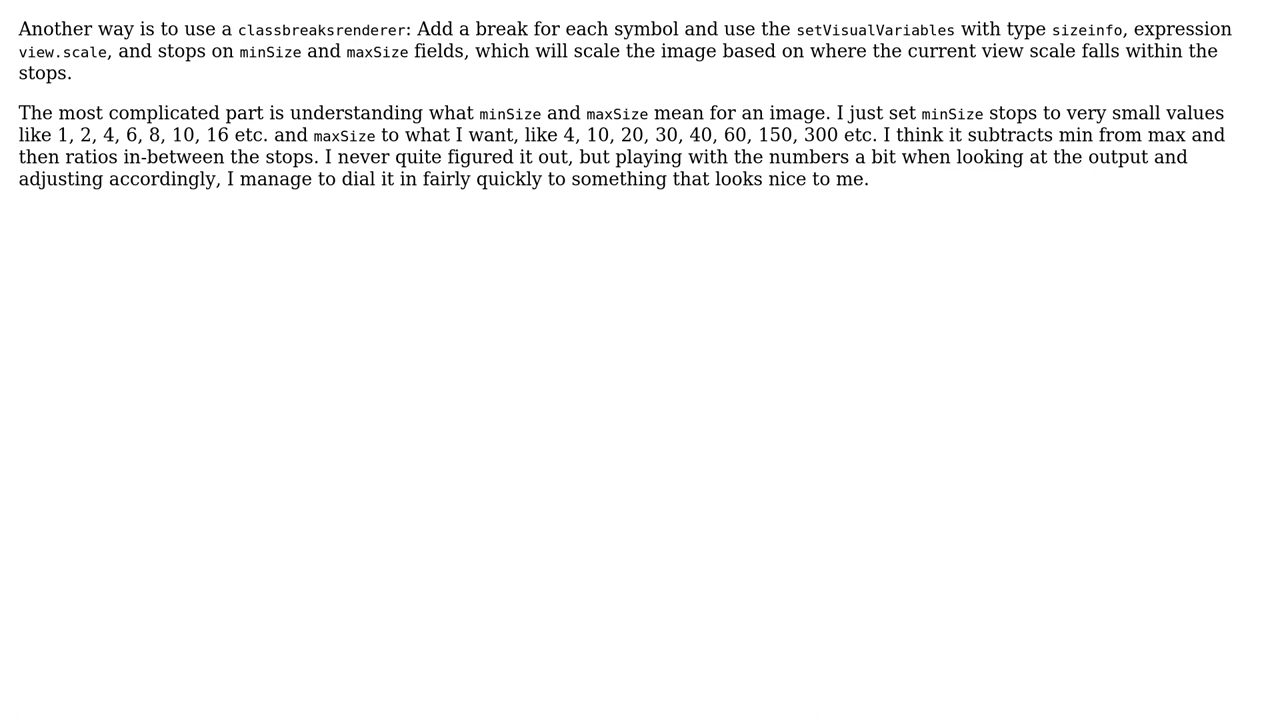 Another way is to use a classbreaksrenderer: Add a break for each symbol and use the setVisualVariables with type sizeinfo, expression
view.scale, and stops on minSize and maxSize fields, which will scale the image based on where the current view scale falls within the
stops.
The most complicated part is understanding what minSize and maxSize mean for an image. I just set minSize stops to very small values
like 1, 2, 4, 6, 8, 10, 16 etc. and maxSize to what I want, like 4, 10, 20, 30, 40, 60, 150, 300 etc. I think it subtracts min from max and
then ratios in-between the stops. I never quite figured it out, but playing with the numbers a bit when looking at the output and
adjusting accordingly, I manage to dial it in fairly quickly to something that looks nice to me.